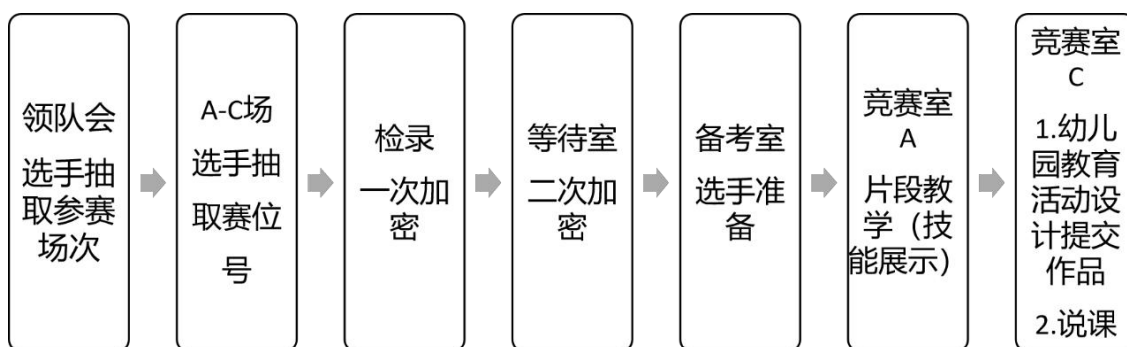 领队会
选手抽
取参赛
场次
A-C场
选手抽
取赛位
号
检录
一次加
密
等待室
二次加
密
备考室
选手准
备
竞赛室
A
片段教
学（技
能展示）
竞赛室
C
1.幼儿
园教育
活动设
计提交
作品
2.说课